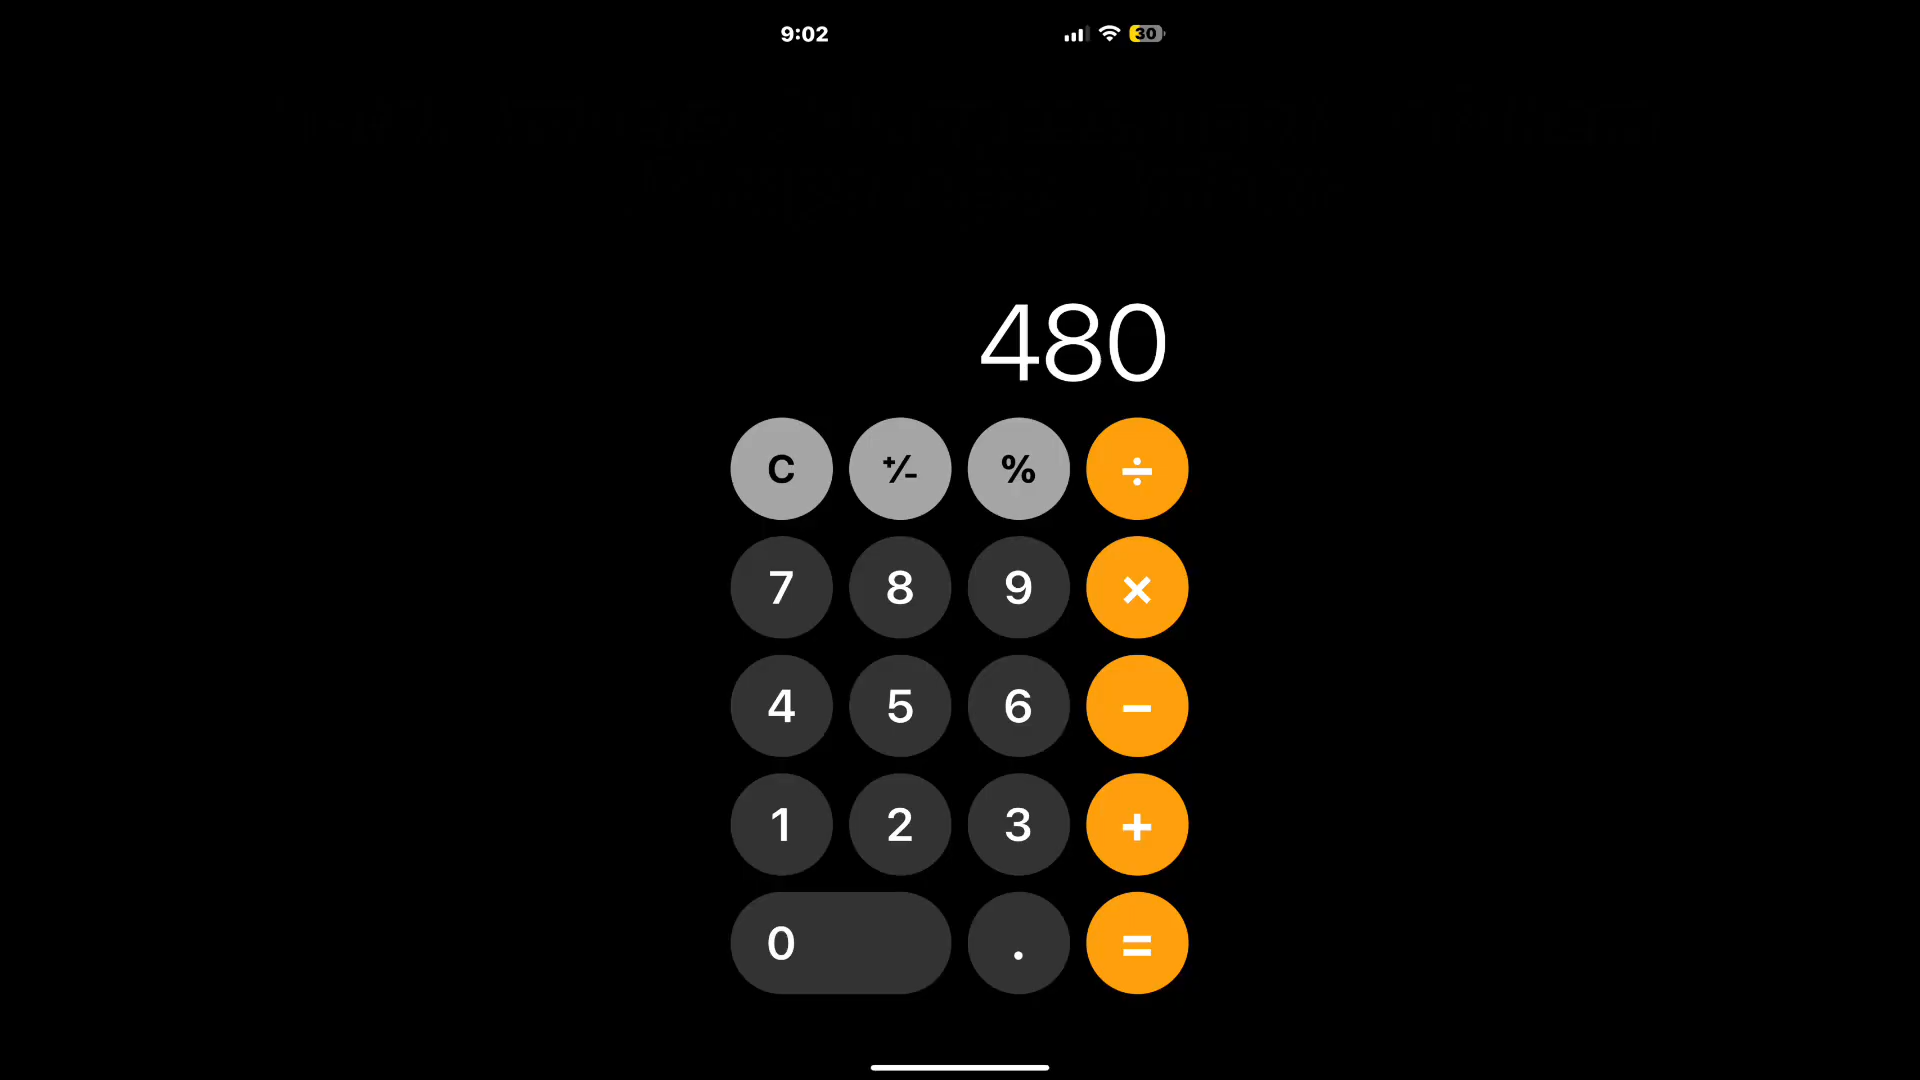 9:02 30
480
C +/- % ÷
7 8 9 ×
4 5 6 −
1 2 3 +
0 . =